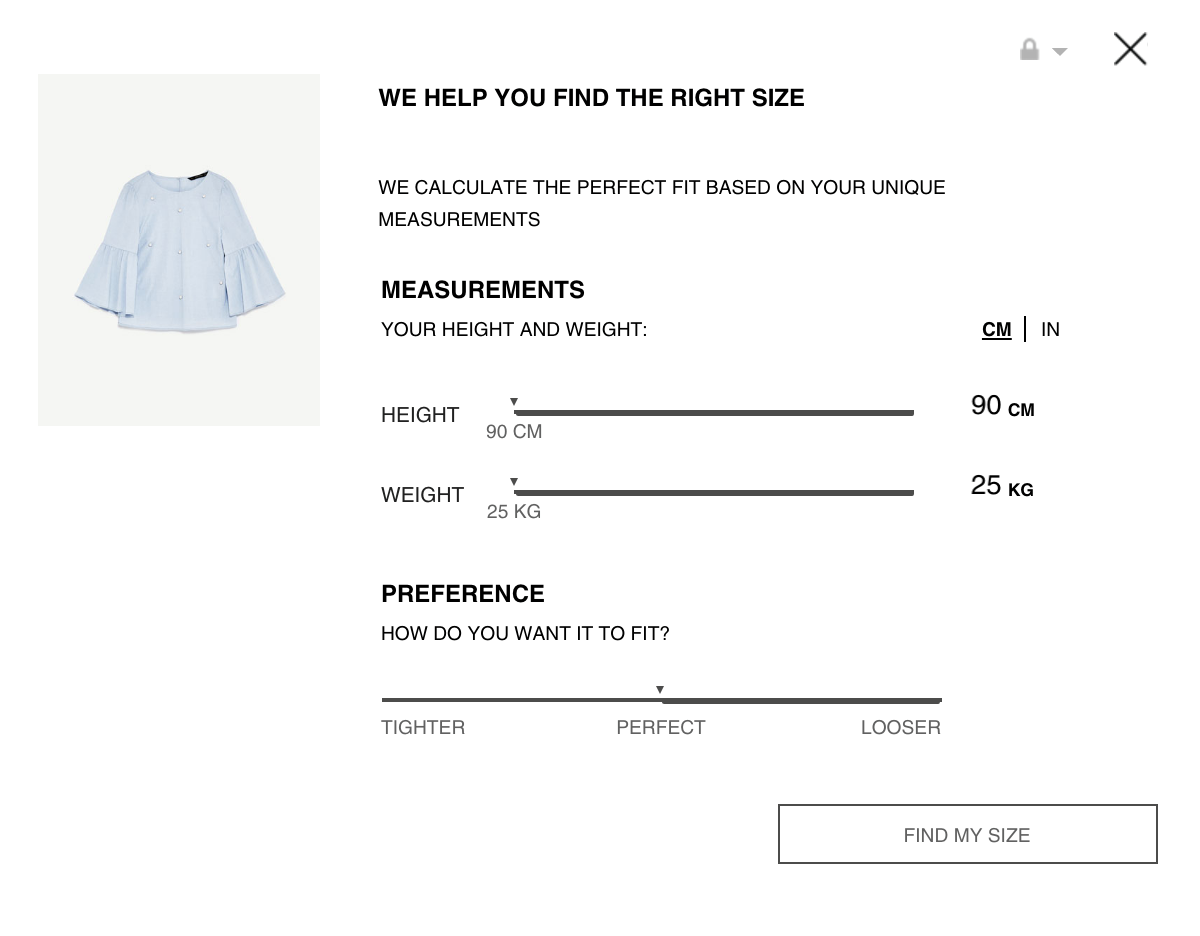 WE HELP YOU FIND THE RIGHT SIZE
WE CALCULATE THE PERFECT FIT BASED ON YOUR UNIQUE
MEASUREMENTS
MEASUREMENTS
YOUR HEIGHT AND WEIGHT:
CM | IN
HEIGHT
90 CM
90 CM
WEIGHT
25 KG
25 KG
PREFERENCE
HOW DO YOU WANT IT TO FIT?
TIGHTER PERFECT LOOSER
FIND MY SIZE